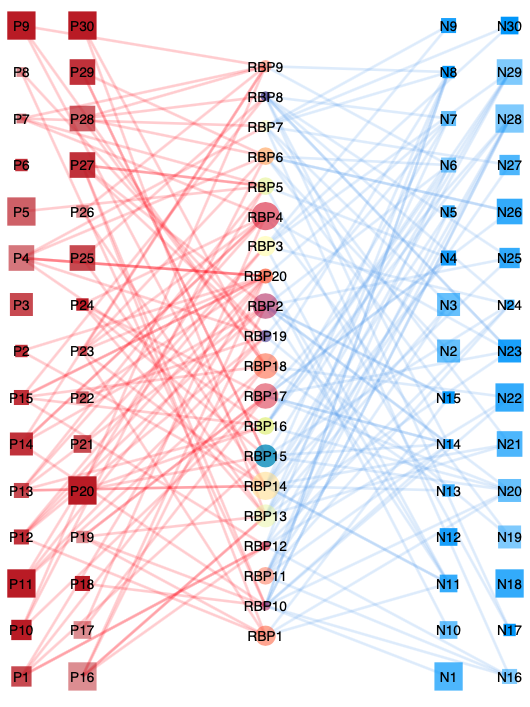 P9 P30 N9 N30
RBP9
P8 P29 N8 N29
RBP8
P7 P28 N7 N28
RBP7
RBP6
P6 P27 N6 N27
RBP5
P5 P26 N5 N26
RBP4
RBP3
P4 P25 N4 N25
RBP20
P3 P24 N3 N24
RBP2
RBP19
P2 P23 N2 N23
RBP18
P15 P22 RBP17 N15 N22
RBP16
P14 P21 N14 N21
RBP15
P13 P20 RBP14 N13 N20
RBP13
P12 P19 N12 N19
RBP12
RBP11
P11 P18 N11 N18
RBP10
P10 P17 N10 N17
RBP1
P1 P16 N1 N16